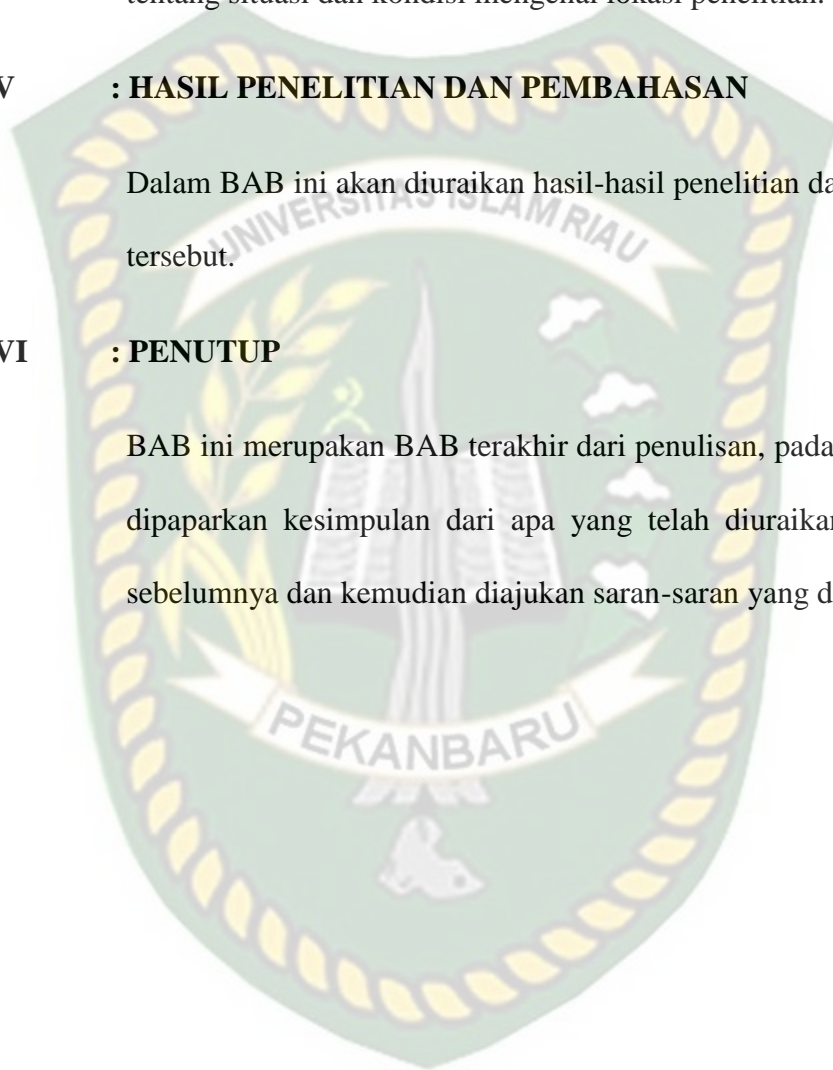 tentang situasi dan kondisi mengenai lokasi penelitian.
V : HASIL PENELITIAN DAN PEMBAHASAN
Dalam BAB ini akan diuraikan hasil-hasil penelitian da
UNIVERSITAS ISLAM RIAU
tersebut.
VI : PENUTUP
BAB ini merupakan BAB terakhir dari penulisan, pada
dipaparkan kesimpulan dari apa yang telah diuraikan
sebelumnya dan kemudian diajukan saran-saran yang d
PEKANBARU